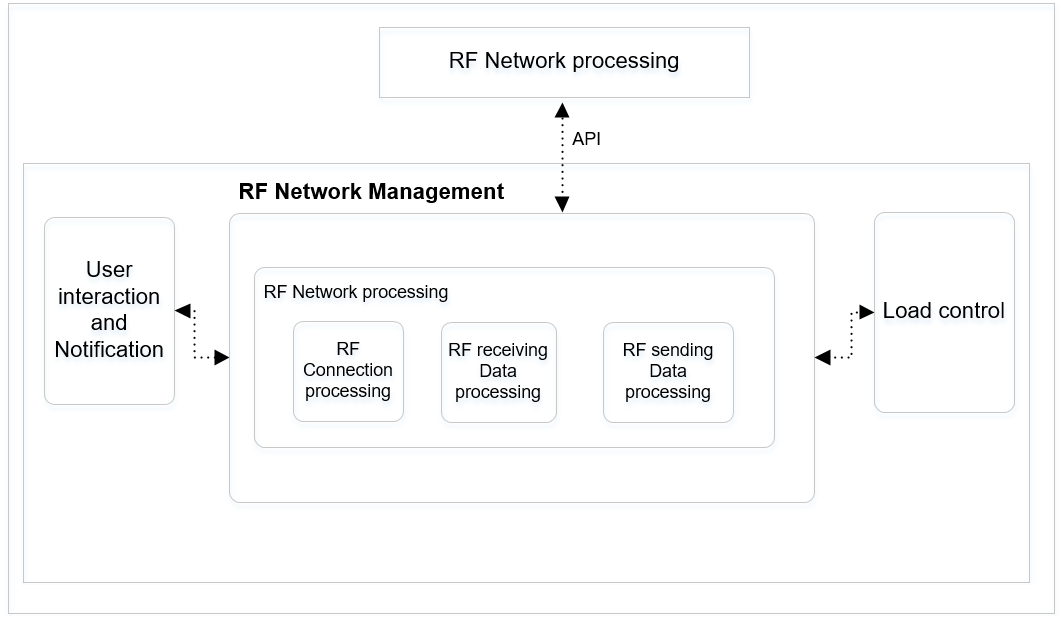 RF Network processing
API
RF Network Management
User
interaction
and
Notification
RF Network processing
RF
Connection
processing
RF receiving
Data
processing
RF sending
Data
processing
Load control